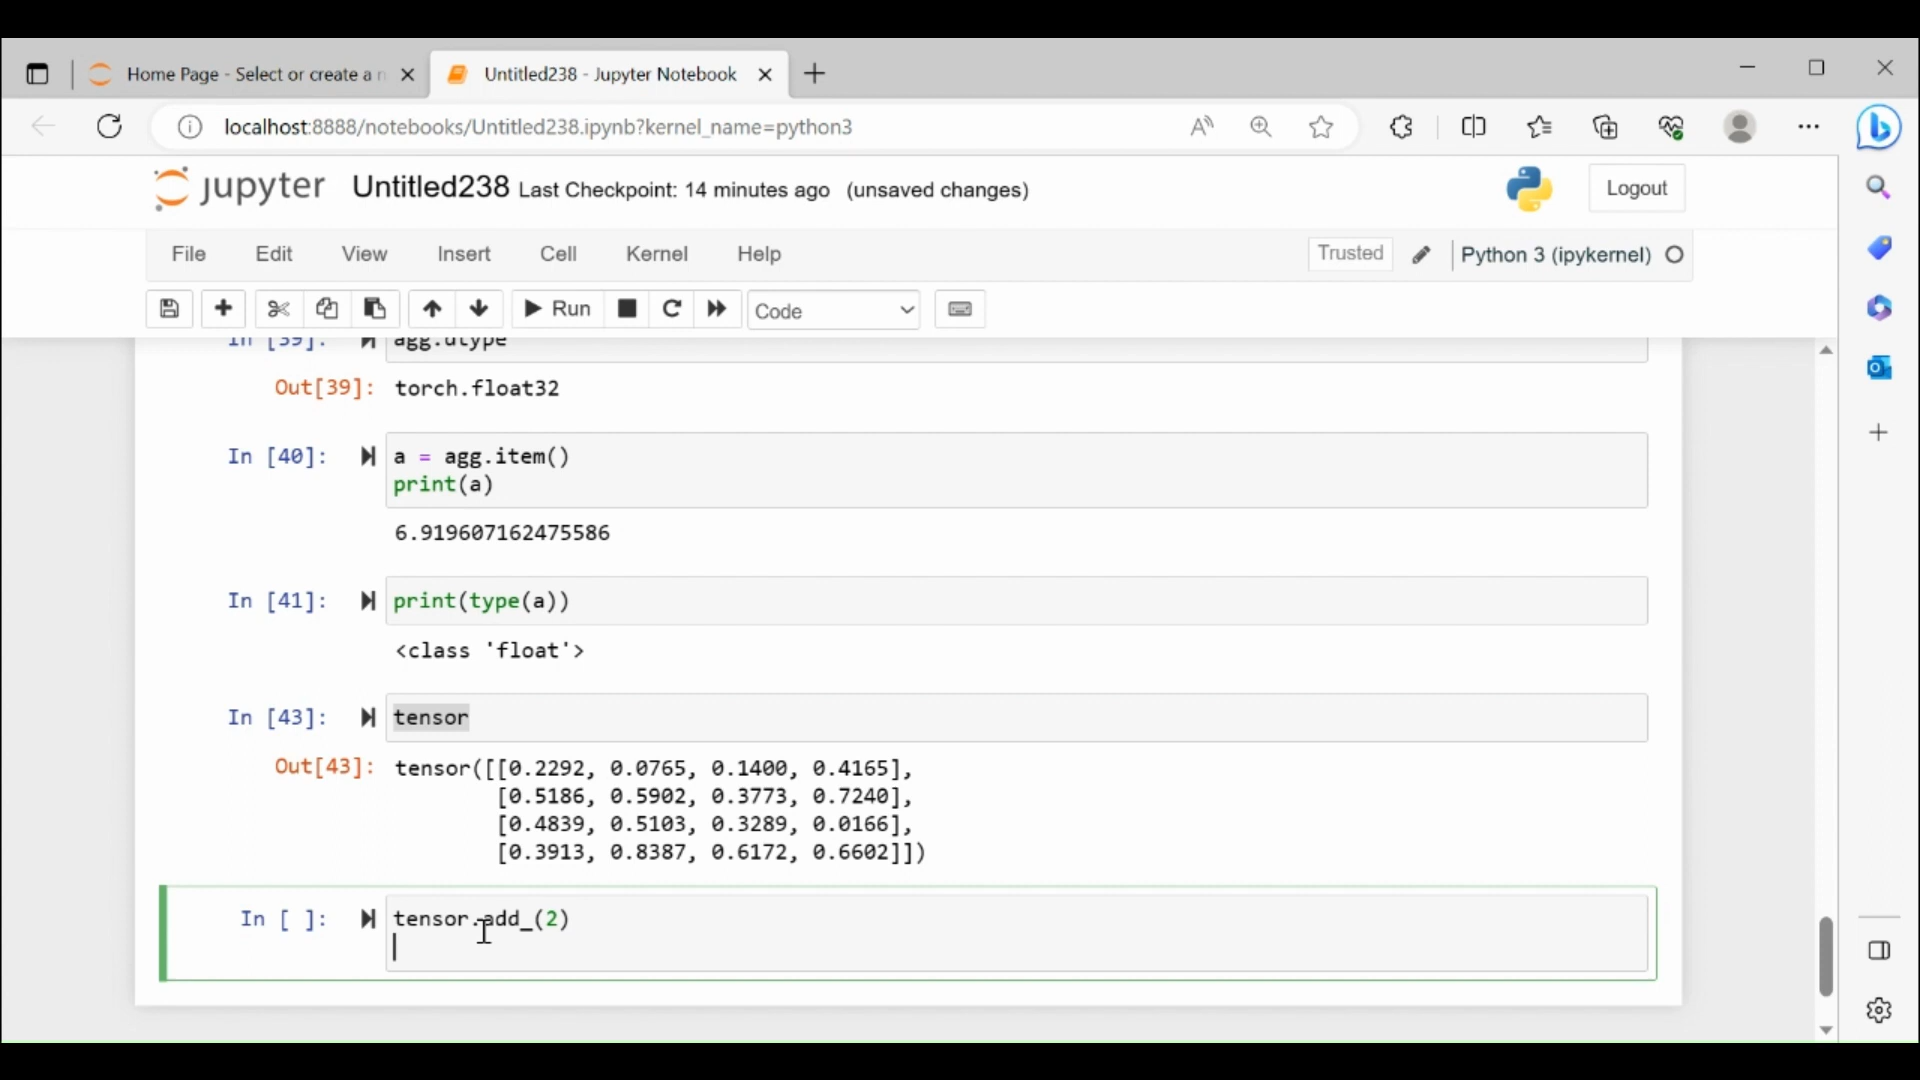 Home Page - Select or create a n
Untitled238 - Jupyter Notebook
localhost:8888/notebooks/Untitled238.ipynb?kernel_name=python3
jupyter Untitled238 Last Checkpoint: 14 minutes ago (unsaved changes)
Logout
File Edit View Insert Cell Kernel Help
Trusted
Python 3 (ipykernel)
Run
Code
In [39]: agg.dtype
Out[39]: torch.float32
In [40]: a = agg.item()
print(a)
6.919607162475586
In [41]: print(type(a))
<class 'float'>
In [43]: tensor
Out[43]: tensor([[0.2292, 0.0765, 0.1400, 0.4165],
[0.5186, 0.5902, 0.3773, 0.7240],
[0.4839, 0.5103, 0.3289, 0.0166],
[0.3913, 0.8387, 0.6172, 0.6602]])
In [ ]: tensor.add_(2)